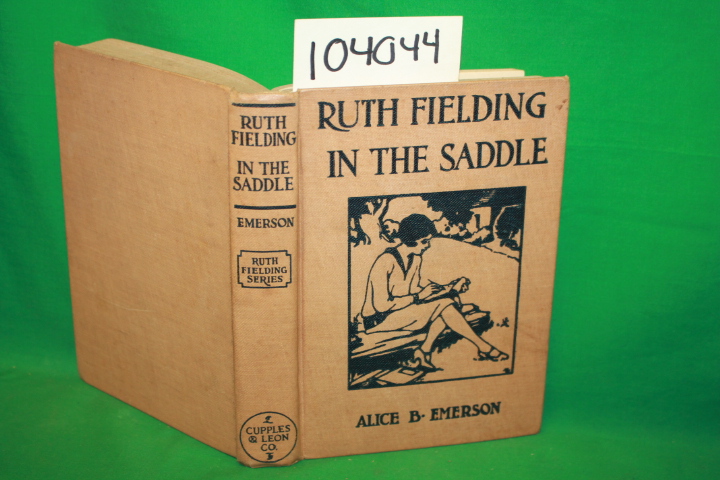 104044
RUTH FIELDING
IN THE SADDLE
ALICE B. EMERSON
RUTH
FIELDING
IN THE
SADDLE
EMERSON
RUTH
FIELDING
SERIES
CUPPLES
& LEON
CO.